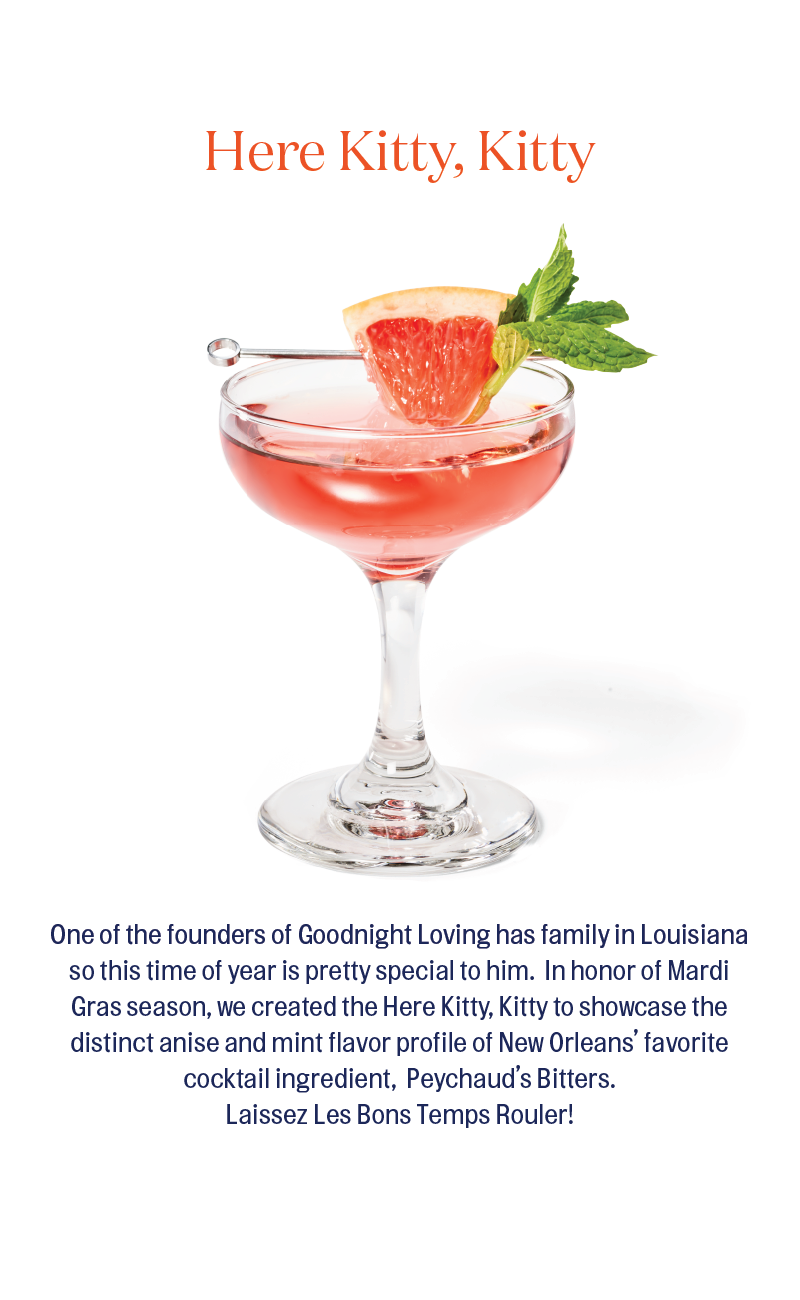 Here Kitty, Kitty
One of the founders of Goodnight Loving has family in Louisiana
so this time of year is pretty special to him.  In honor of Mardi
Gras season, we created the Here Kitty, Kitty to showcase the
distinct anise and mint flavor profile of New Orleans’ favorite
cocktail ingredient,  Peychaud’s Bitters.
Laissez Les Bons Temps Rouler!